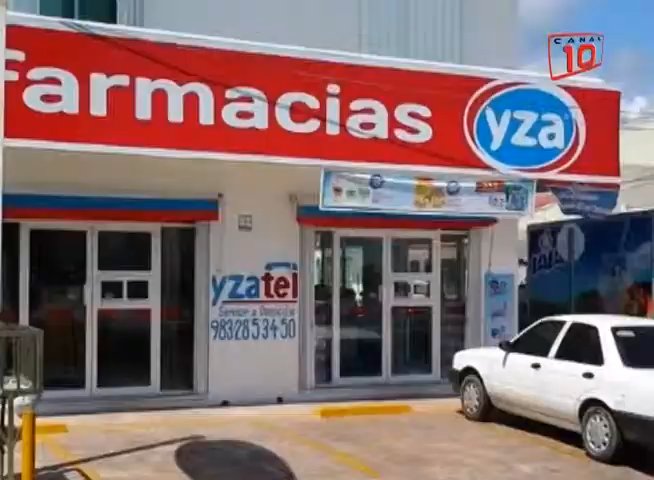 CANAL
10
farmacias yza
yzatel
Servicio a Domicilio
9832853450